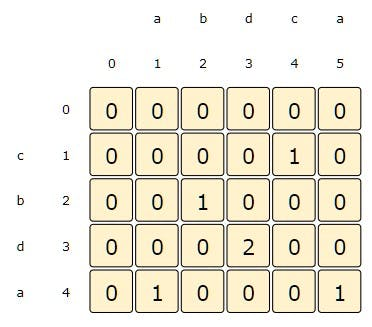 a b d c a
0 1 2 3 4 5
0 0 0 0 0 0 0
c 1 0 0 0 0 1 0
b 2 0 0 1 0 0 0
d 3 0 0 0 2 0 0
a 4 0 1 0 0 0 1